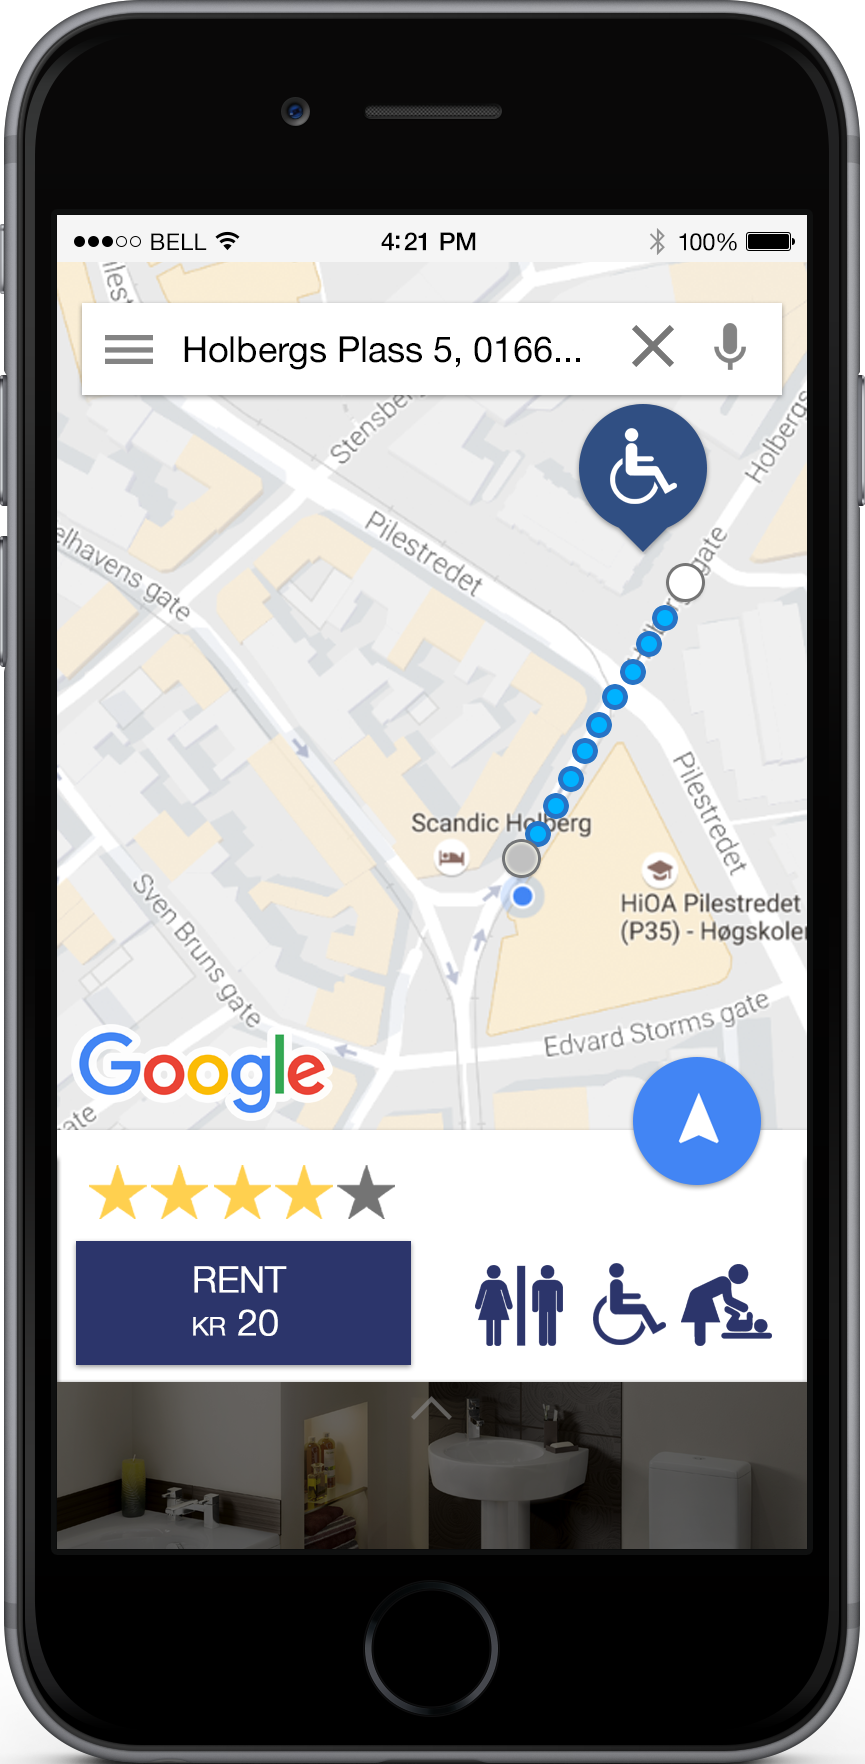 BELL
4:21 PM
100%
Holbergs Plass 5, 0166...
Stensber
Holbergs
Pilestredet
elhavens gate
gate
Pilestredet
Scandic Holberg
HiOA Pilestredet
(P35) - Høgskoler
Sven Bruns gate
Edvard Storms gate
Google
ate
RENT
KR 20